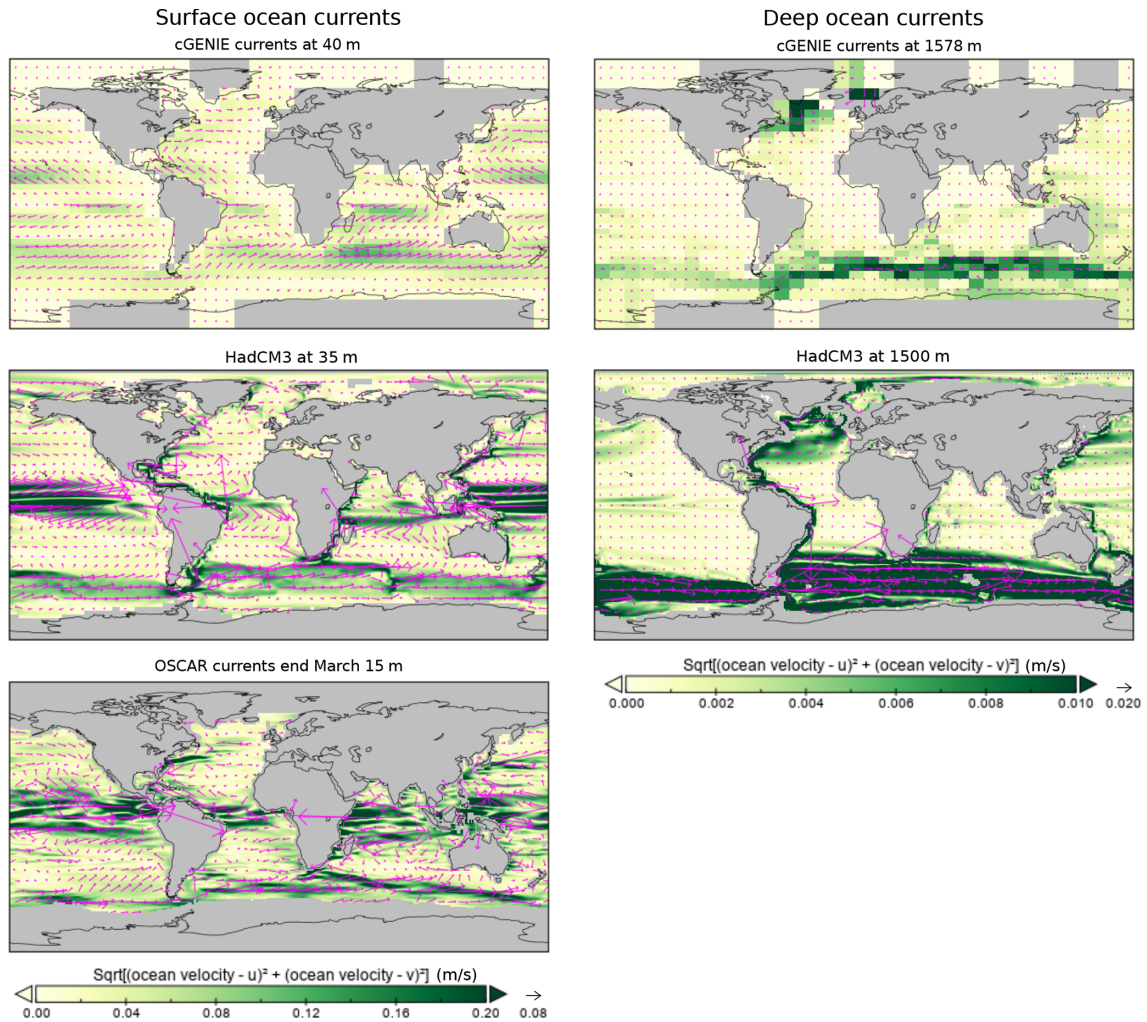 Surface ocean currents
Deep ocean currents
cGENIE currents at 40 m
cGENIE currents at 1578 m
HadCM3 at 35 m
HadCM3 at 1500 m
OSCAR currents end March 15 m
Sqrt[(ocean velocity - u)² + (ocean velocity - v)²] (m/s)
0.000 0.002 0.004 0.006 0.008 0.010 0.020
Sqrt[(ocean velocity - u)² + (ocean velocity - v)²] (m/s)
0.00 0.04 0.08 0.12 0.16 0.20 0.08